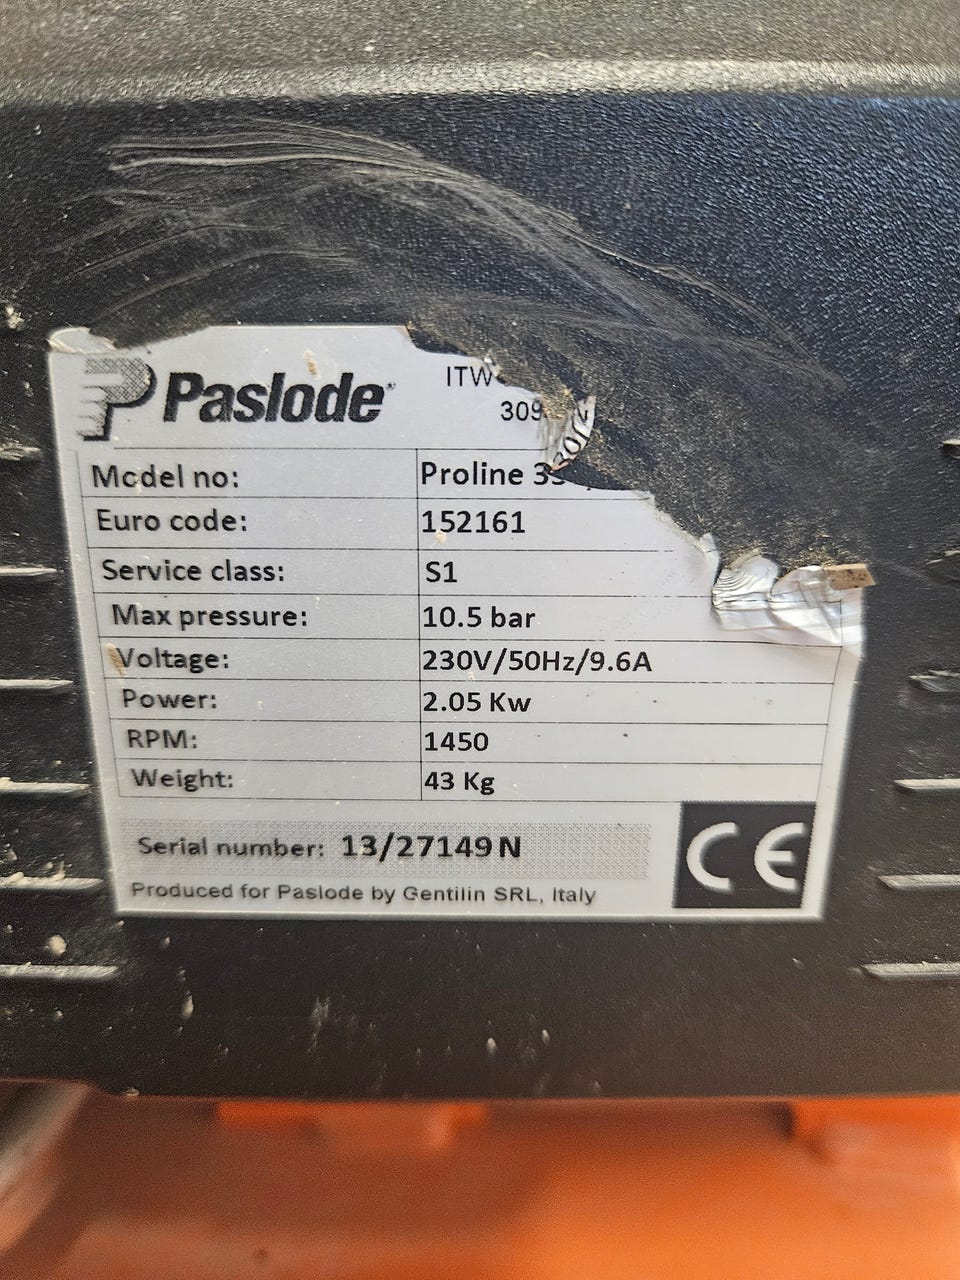 Paslode
ITW
309
Model no: Proline
Euro code: 152161
Service class: S1
Max pressure: 10.5 bar
Voltage: 230V/50Hz/9.6A
Power: 2.05 Kw
RPM: 1450
Weight: 43 Kg
Serial number: 13/27149 N
Produced for Paslode by Gentilin SRL, Italy
CE